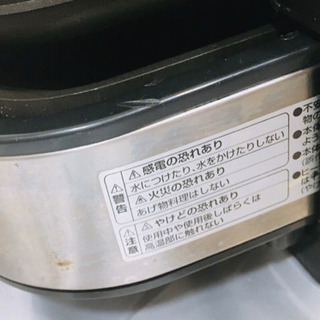 警告
⚠感電の恐れあり
水につけたり、水をかけたりしない
⚠火災の恐れあり
あげ物料理はしない
注意
⚠やけどの恐れあり
使用中や使用後しばらくは
高温部に触れない